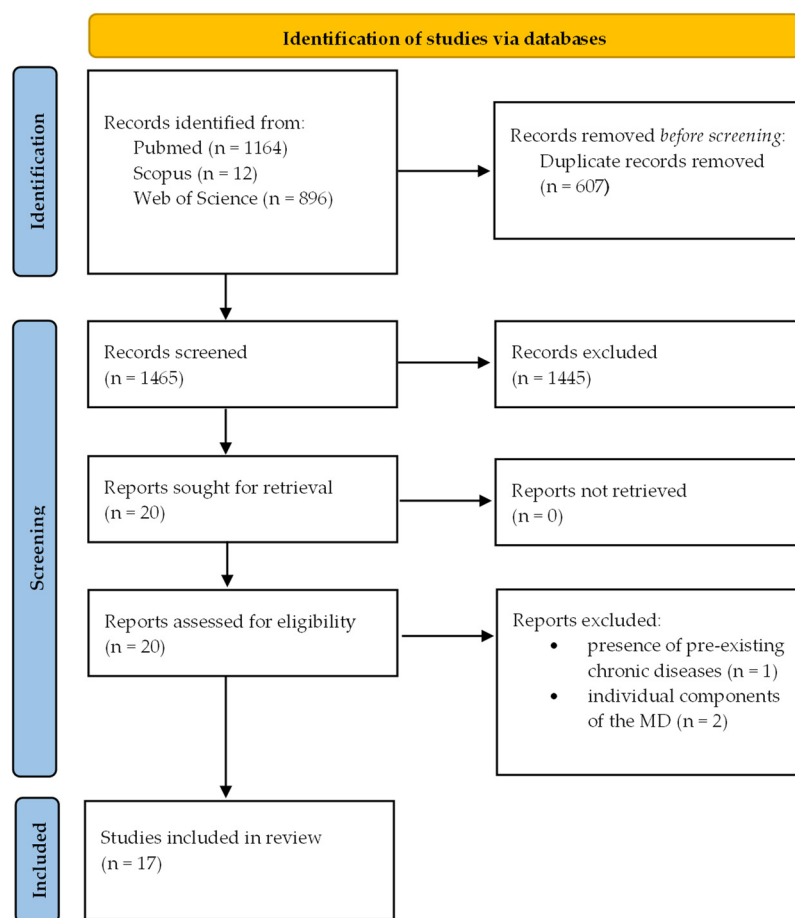 Identification of studies via databases
Identification
Records identified from:
Pubmed (n = 1164)
Scopus (n = 12)
Web of Science (n = 896)
Records removed before screening:
Duplicate records removed
(n = 607)
Screening
Records screened
(n = 1465)
Records excluded
(n = 1445)
Reports sought for retrieval
(n = 20)
Reports not retrieved
(n = 0)
Reports assessed for eligibility
(n = 20)
Reports excluded:
• presence of pre-existing
chronic diseases (n = 1)
• individual components
of the MD (n = 2)
Included
Studies included in review
(n = 17)